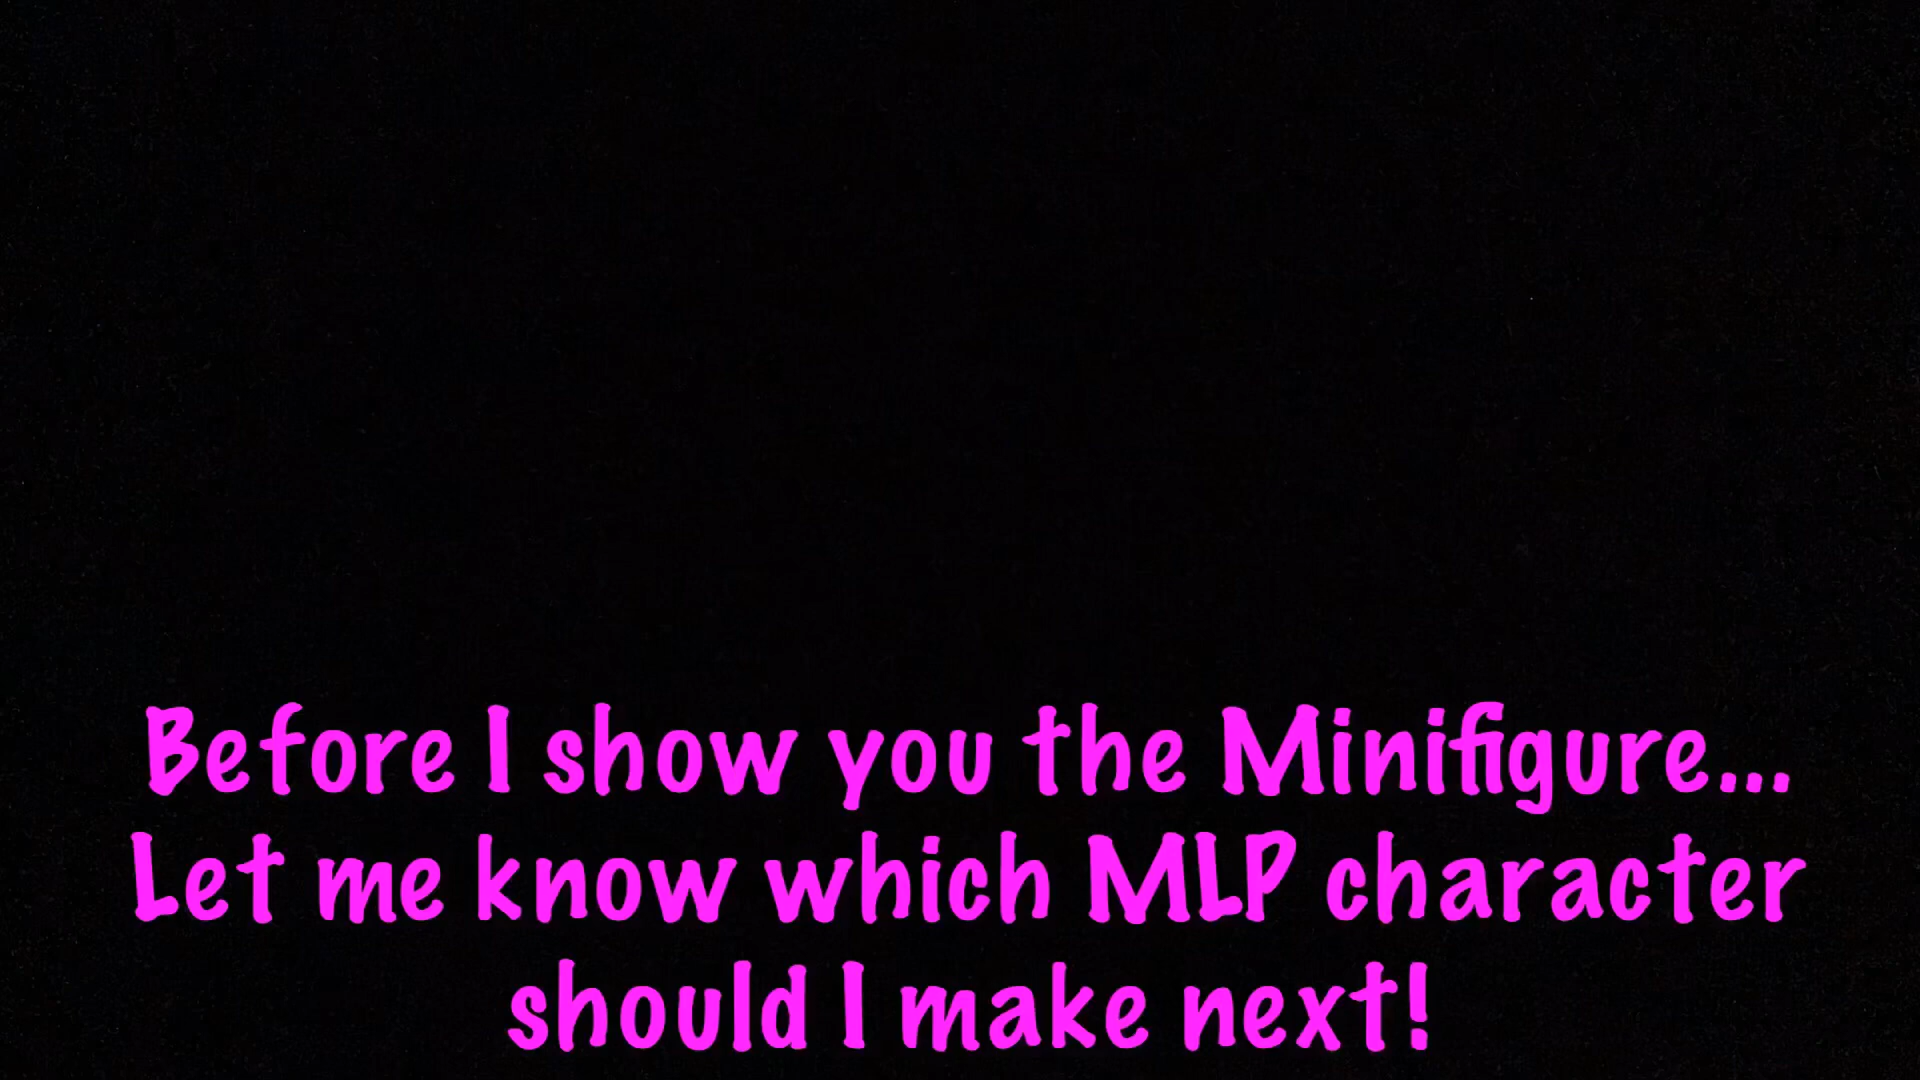 Before I show you the Minifigure...
Let me know which MLP character
should I make next!